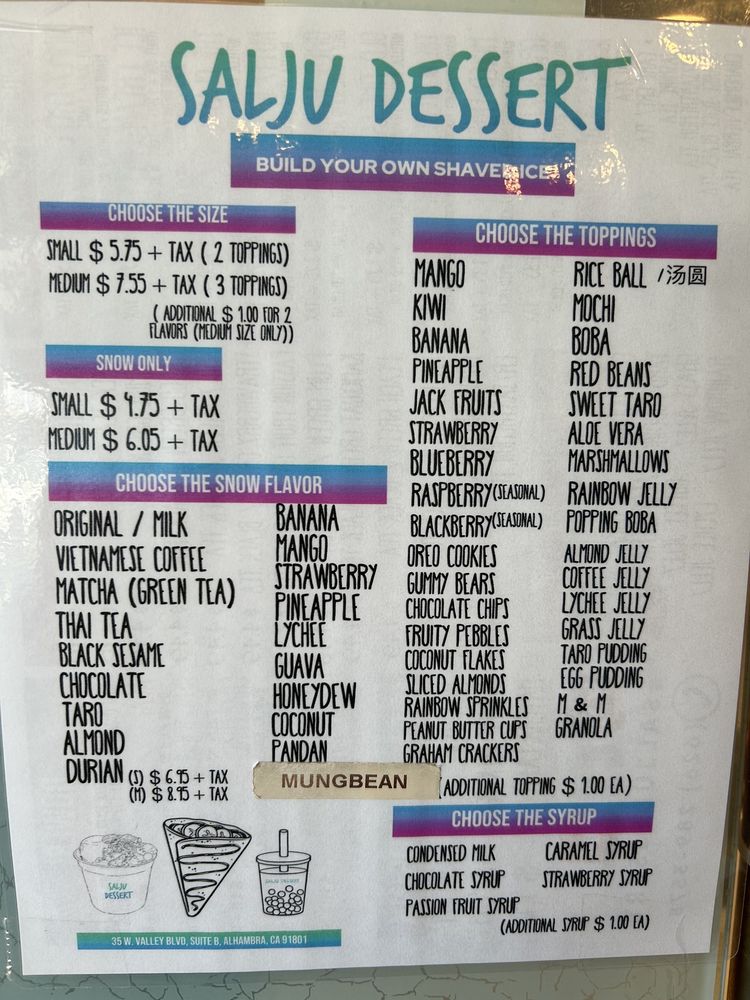 SALJU DESSERT
BUILD YOUR OWN SHAVED ICE
CHOOSE THE SIZE
SMALL $ 5.75 + TAX ( 2 TOPPINGS)
MEDIUM $ 7.55 + TAX ( 3 TOPPINGS)
( ADDITIONAL $ 1.00 FOR 2
FLAVORS (MEDIUM SIZE ONLY))
SNOW ONLY
SMALL $ 4.75 + TAX
MEDIUM $ 6.05 + TAX
CHOOSE THE SNOW FLAVOR
ORIGINAL / MILK
VIETNAMESE COFFEE
MATCHA (GREEN TEA)
THAI TEA
BLACK SESAME
CHOCOLATE
TARO
ALMOND
DURIAN (S) $ 6.95 + TAX
(M) $ 8.95 + TAX
BANANA
MANGO
STRAWBERRY
PINEAPPLE
LYCHEE
GUAVA
HONEYDEW
COCONUT
PANDAN
MUNGBEAN
CHOOSE THE TOPPINGS
MANGO
KIWI
BANANA
PINEAPPLE
JACK FRUITS
STRAWBERRY
BLUEBERRY
RASPBERRY(SEASONAL)
BLACKBERRY(SEASONAL)
OREO COOKIES
GUMMY BEARS
CHOCOLATE CHIPS
FRUITY PEBBLES
COCONUT FLAKES
SLICED ALMONDS
RAINBOW SPRINKLES
PEANUT BUTTER CUPS
GRAHAM CRACKERS
RICE BALL /汤圆
MOCHI
BOBA
RED BEANS
SWEET TARO
ALOE VERA
MARSHMALLOWS
RAINBOW JELLY
POPPING BOBA
ALMOND JELLY
COFFEE JELLY
LYCHEE JELLY
GRASS JELLY
TARO PUDDING
EGG PUDDING
M & M
GRANOLA
(ADDITIONAL TOPPING $ 1.00 EA)
CHOOSE THE SYRUP
CONDENSED MILK
CHOCOLATE SYRUP
PASSION FRUIT SYRUP
CARAMEL SYRUP
STRAWBERRY SYRUP
(ADDITIONAL SYRUP $ 1.00 EA)
SALJU
DESSERT
SALJU DESSERT
35 W. VALLEY BLVD, SUITE B, ALHAMBRA, CA 91801